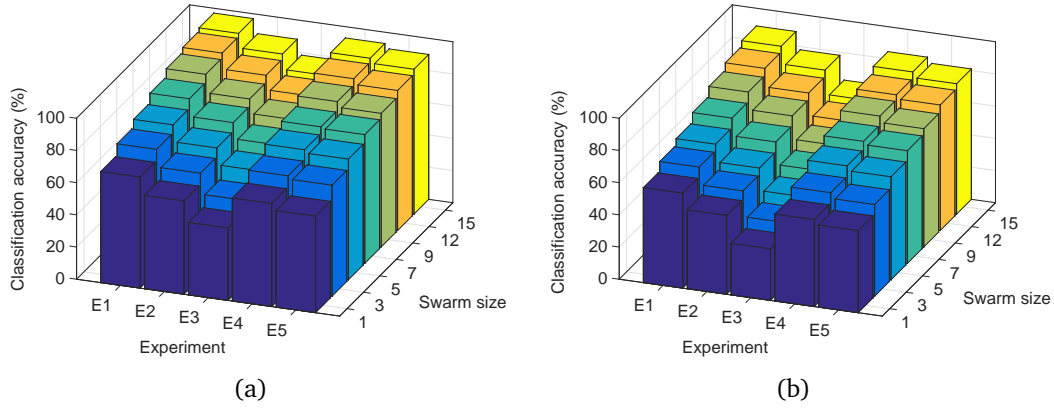 Classification accuracy (%)
100
80
60
40
20
0
E1
E2
E3
E4
E5
Experiment
1
3
5
7
9
12
15
Swarm size
(a)
Classification accuracy (%)
100
80
60
40
20
0
E1
E2
E3
E4
E5
Experiment
1
3
5
7
9
12
15
Swarm size
(b)